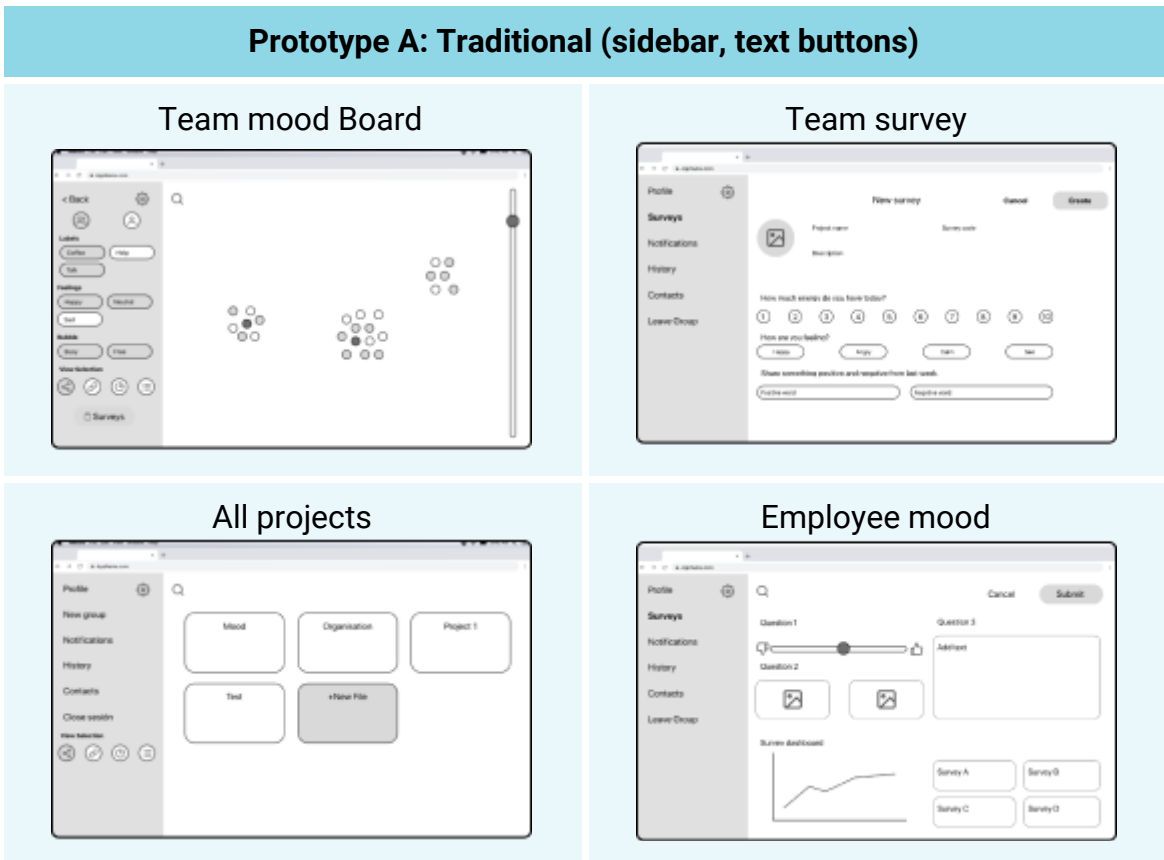 Prototype A: Traditional (sidebar, text buttons)
Team mood Board
< Back
Labels
Coffee
Help
Talk
Feelings
Happy
Neutral
Sad
Bubble
Busy
Free
View Selection
Surveys
Team survey
Profile
Surveys
Notifications
History
Contacts
Leave Group
New survey
Cancel
Create
Project name
Survey code
Description
How much energy do you have today?
1 2 3 4 5 6 7 8 9 10
How are you feeling?
Happy
Angry
Calm
Sad
Share something positive and negative from last week
Positive word
Negative word
All projects
Profile
New group
Notifications
History
Contacts
Close sesión
View Selection
Mood
Organisation
Project 1
Test
+New File
Employee mood
Profile
Surveys
Notifications
History
Contacts
Leave Group
Cancel
Submit
Question 1
Question 3
Add text
Question 2
Survey dashboard
Survey A
Survey B
Survey C
Survey D